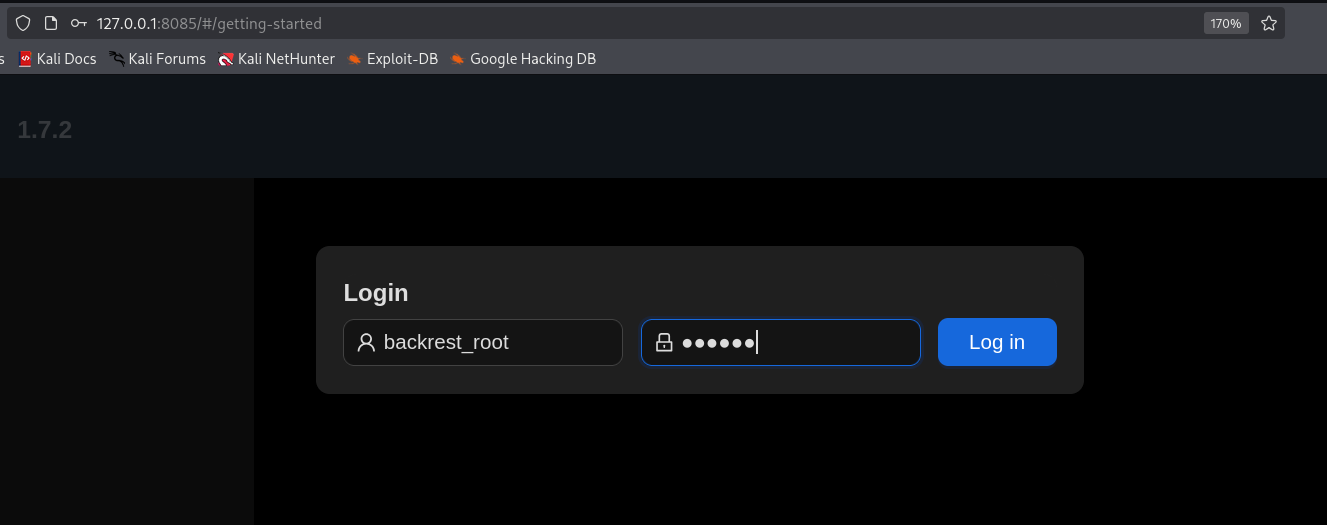 127.0.0.1:8085/#/getting-started 170%
s Kali Docs Kali Forums Kali NetHunter Exploit-DB Google Hacking DB
1.7.2
Login
backrest_root ●●●●●● Log in